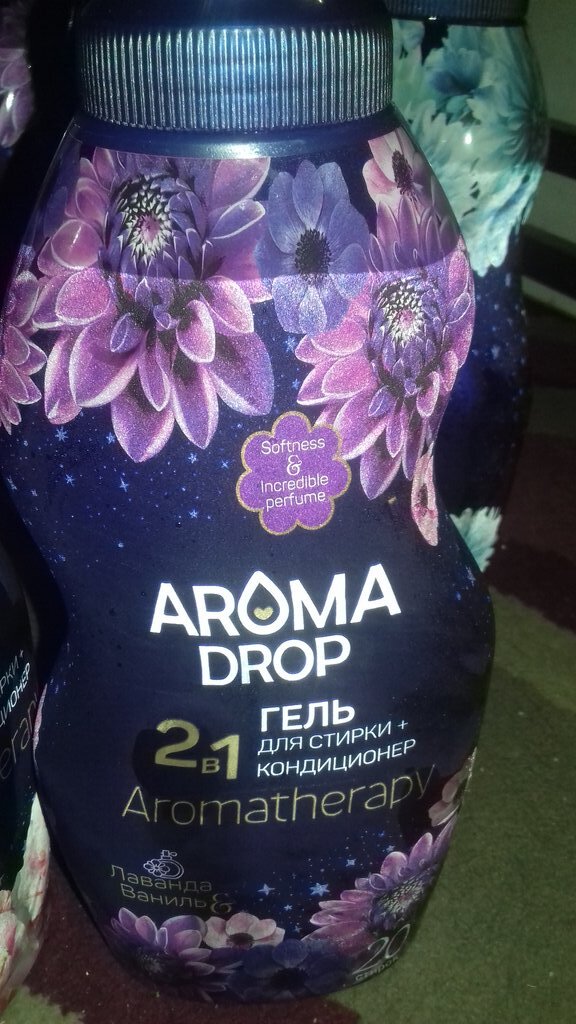 Softness
&
Incredible
perfume
AROMA
DROP
2в1
ГЕЛЬ
ДЛЯ СТИРКИ +
КОНДИЦИОНЕР
Aromatherapy
Лаванда
Ваниль &
20